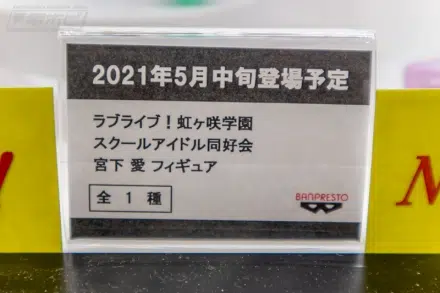 2021年5月中旬登場予定
ラブライブ！虹ヶ咲学園
スクールアイドル同好会
宮下 愛 フィギュア
全 1 種
BANPRESTO